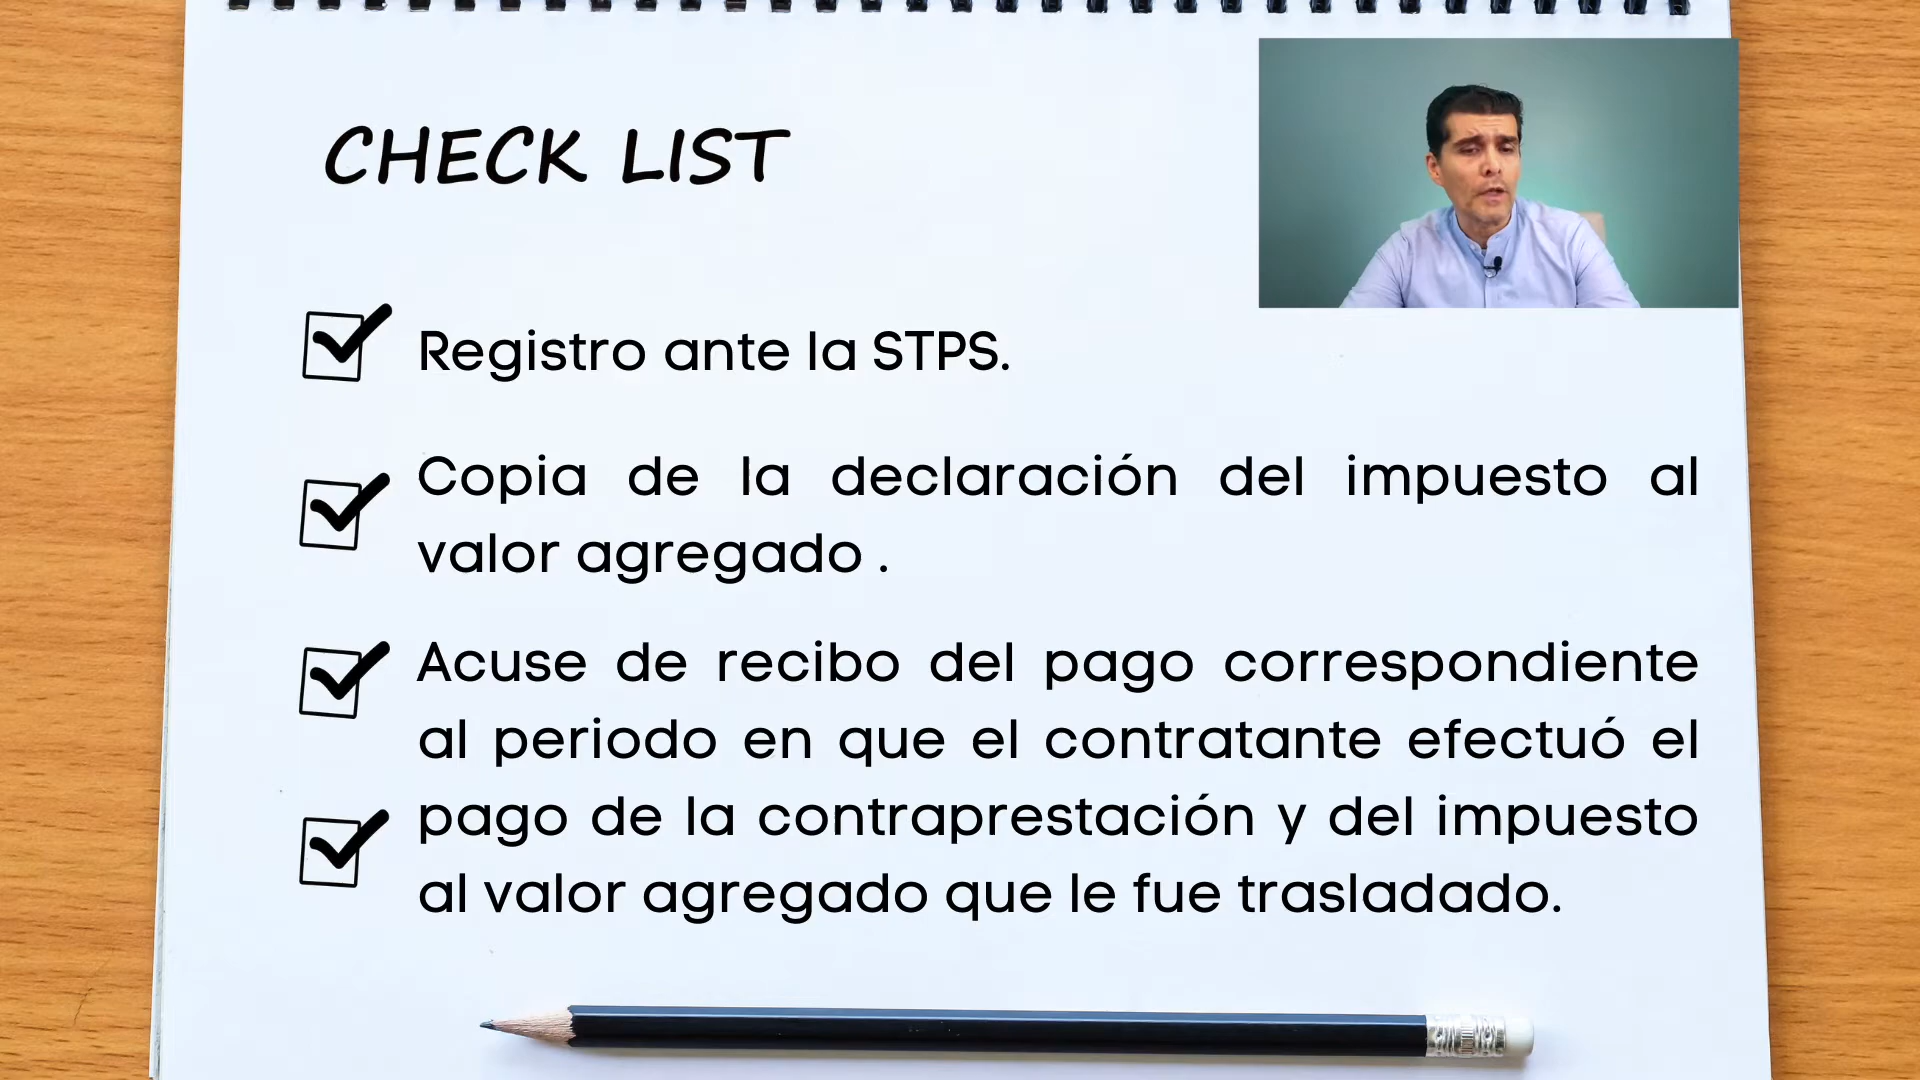 CHECK LIST
Registro ante la STPS.
Copia de la declaración del impuesto al
valor agregado .
Acuse de recibo del pago correspondiente
al periodo en que el contratante efectuó el
pago de la contraprestación y del impuesto
al valor agregado que le fue trasladado.